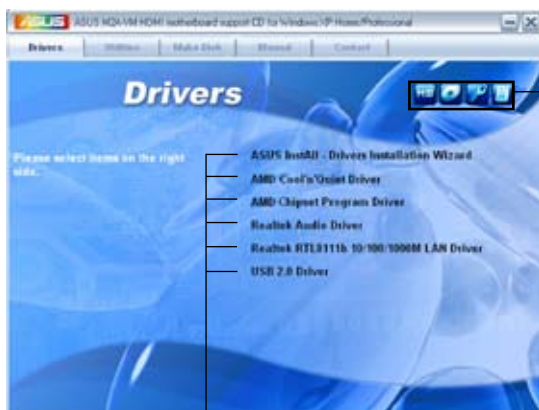 ASUS ASUS M2A-VM HDMI motherboard support CD for Windows XP Home/Professional
Drivers Utilities Make Disk Manual Contact
Drivers
Please select items on the right side.
ASUS InstAll - Drivers Installation Wizard
AMD Cool'n'Quiet Driver
AMD Chipset Program Driver
Realtek Audio Driver
Realtek RTL8111b 10/100/1000M LAN Driver
USB 2.0 Driver